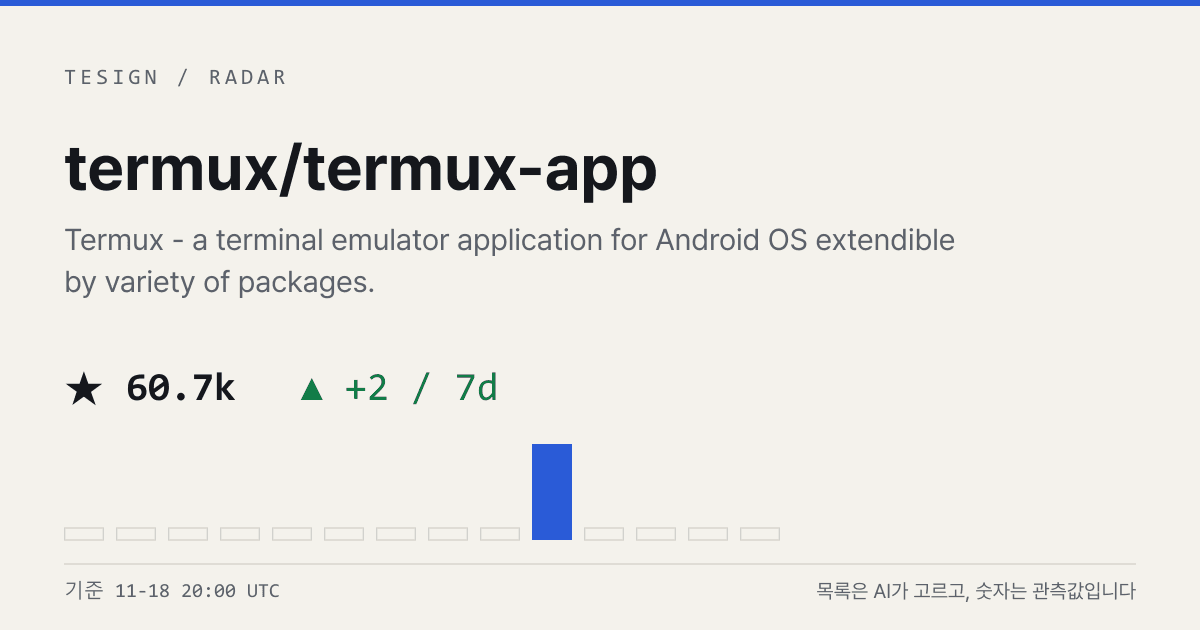 TESIGN / RADAR
termux/termux-app
Termux - a terminal emulator application for Android OS extendible
by variety of packages.
★ 60.7k ▲ +2 / 7d
기준 11-18 20:00 UTC
목록은 AI가 고르고, 숫자는 관측값입니다